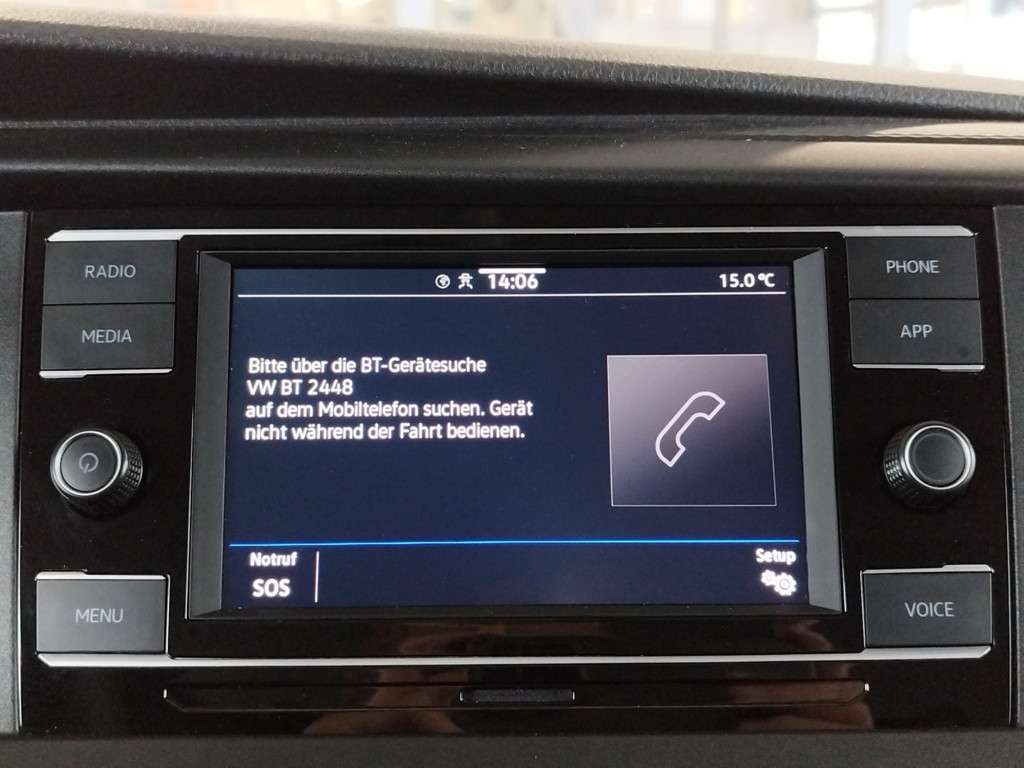 RADIO
MEDIA
MENU
14:06
15.0 °C
Bitte über die BT-Gerätesuche
VW BT 2448
auf dem Mobiltelefon suchen. Gerät
nicht während der Fahrt bedienen.
Notruf
SOS
Setup
PHONE
APP
VOICE